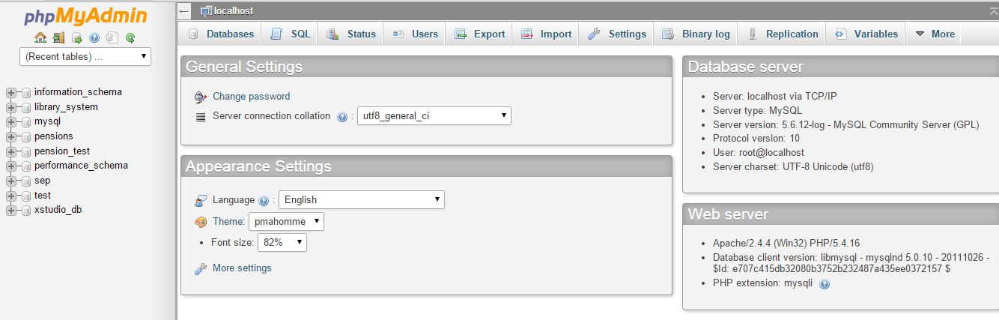 phpMyAdmin
(Recent tables) ...
information_schema
library_system
mysql
pensions
pension_test
performance_schema
sep
test
xstudio_db
localhost
Databases SQL Status Users Export Import Settings Binary log Replication Variables More
General Settings
Change password
Server connection collation : utf8_general_ci
Appearance Settings
Language : English
Theme: pmahomme
Font size: 82%
More settings
Database server
Server: localhost via TCP/IP
Server type: MySQL
Server version: 5.6.12-log - MySQL Community Server (GPL)
Protocol version: 10
User: root@localhost
Server charset: UTF-8 Unicode (utf8)
Web server
Apache/2.4.4 (Win32) PHP/5.4.16
Database client version: libmysql - mysqlnd 5.0.10 - 20111026 -
$Id: e707c415db32080b3752b232487a435ee0372157 $
PHP extension: mysqli